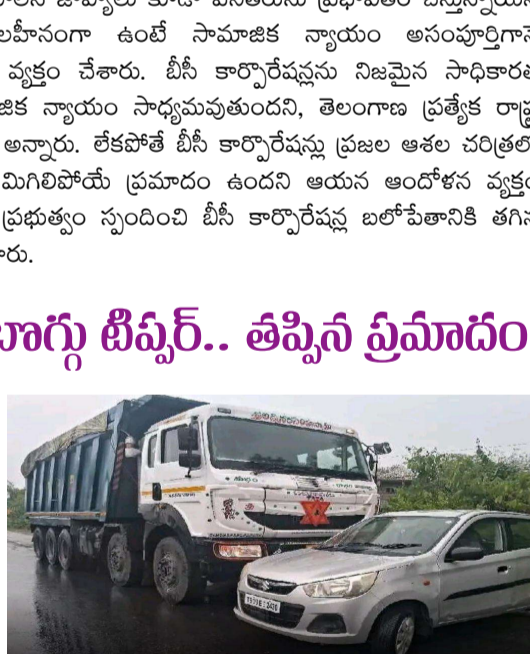 లహీనంగా ఉంటే సామాజిక న్యాయం అసంపూర్తిగానే
వ్యక్తం చేశారు. బీసీ కార్పొరేషన్లను నిజమైన సాధికారత
జిక న్యాయం సాధ్యమవుతుందని, తెలంగాణ ప్రత్యేక రాష్ట్ర
అన్నారు. లేకపోతే బీసీ కార్పొరేషన్లు ప్రజల ఆశల చరిత్రలో
మిగిలిపోయే ప్రమాదం ఉందని ఆయన ఆందోళన వ్యక్తం
ప్రభుత్వం స్పందించి బీసీ కార్పొరేషన్ల బలోపేతానికి తగిన
రు.
బొగ్గు టిప్పర్.. తప్పిన ప్రమాదం